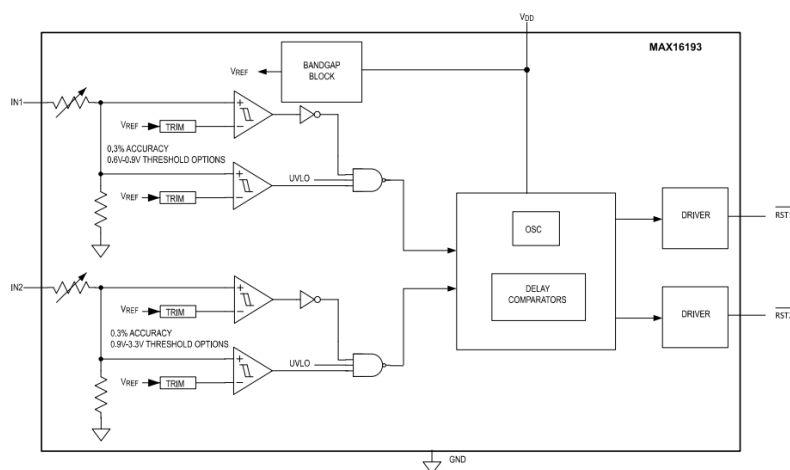 VDD
MAX16193
BANDGAP
BLOCK
VREF
IN1
VREF
TRIM
0,3% ACCURACY
0.6V-0.9V THRESHOLD OPTIONS
VREF
TRIM
UVLO
OSC
DELAY
COMPARATORS
DRIVER
DRIVER
IN2
VREF
TRIM
0.3% ACCURACY
0.9V-3.3V THRESHOLD OPTIONS
VREF
TRIM
UVLO
GND